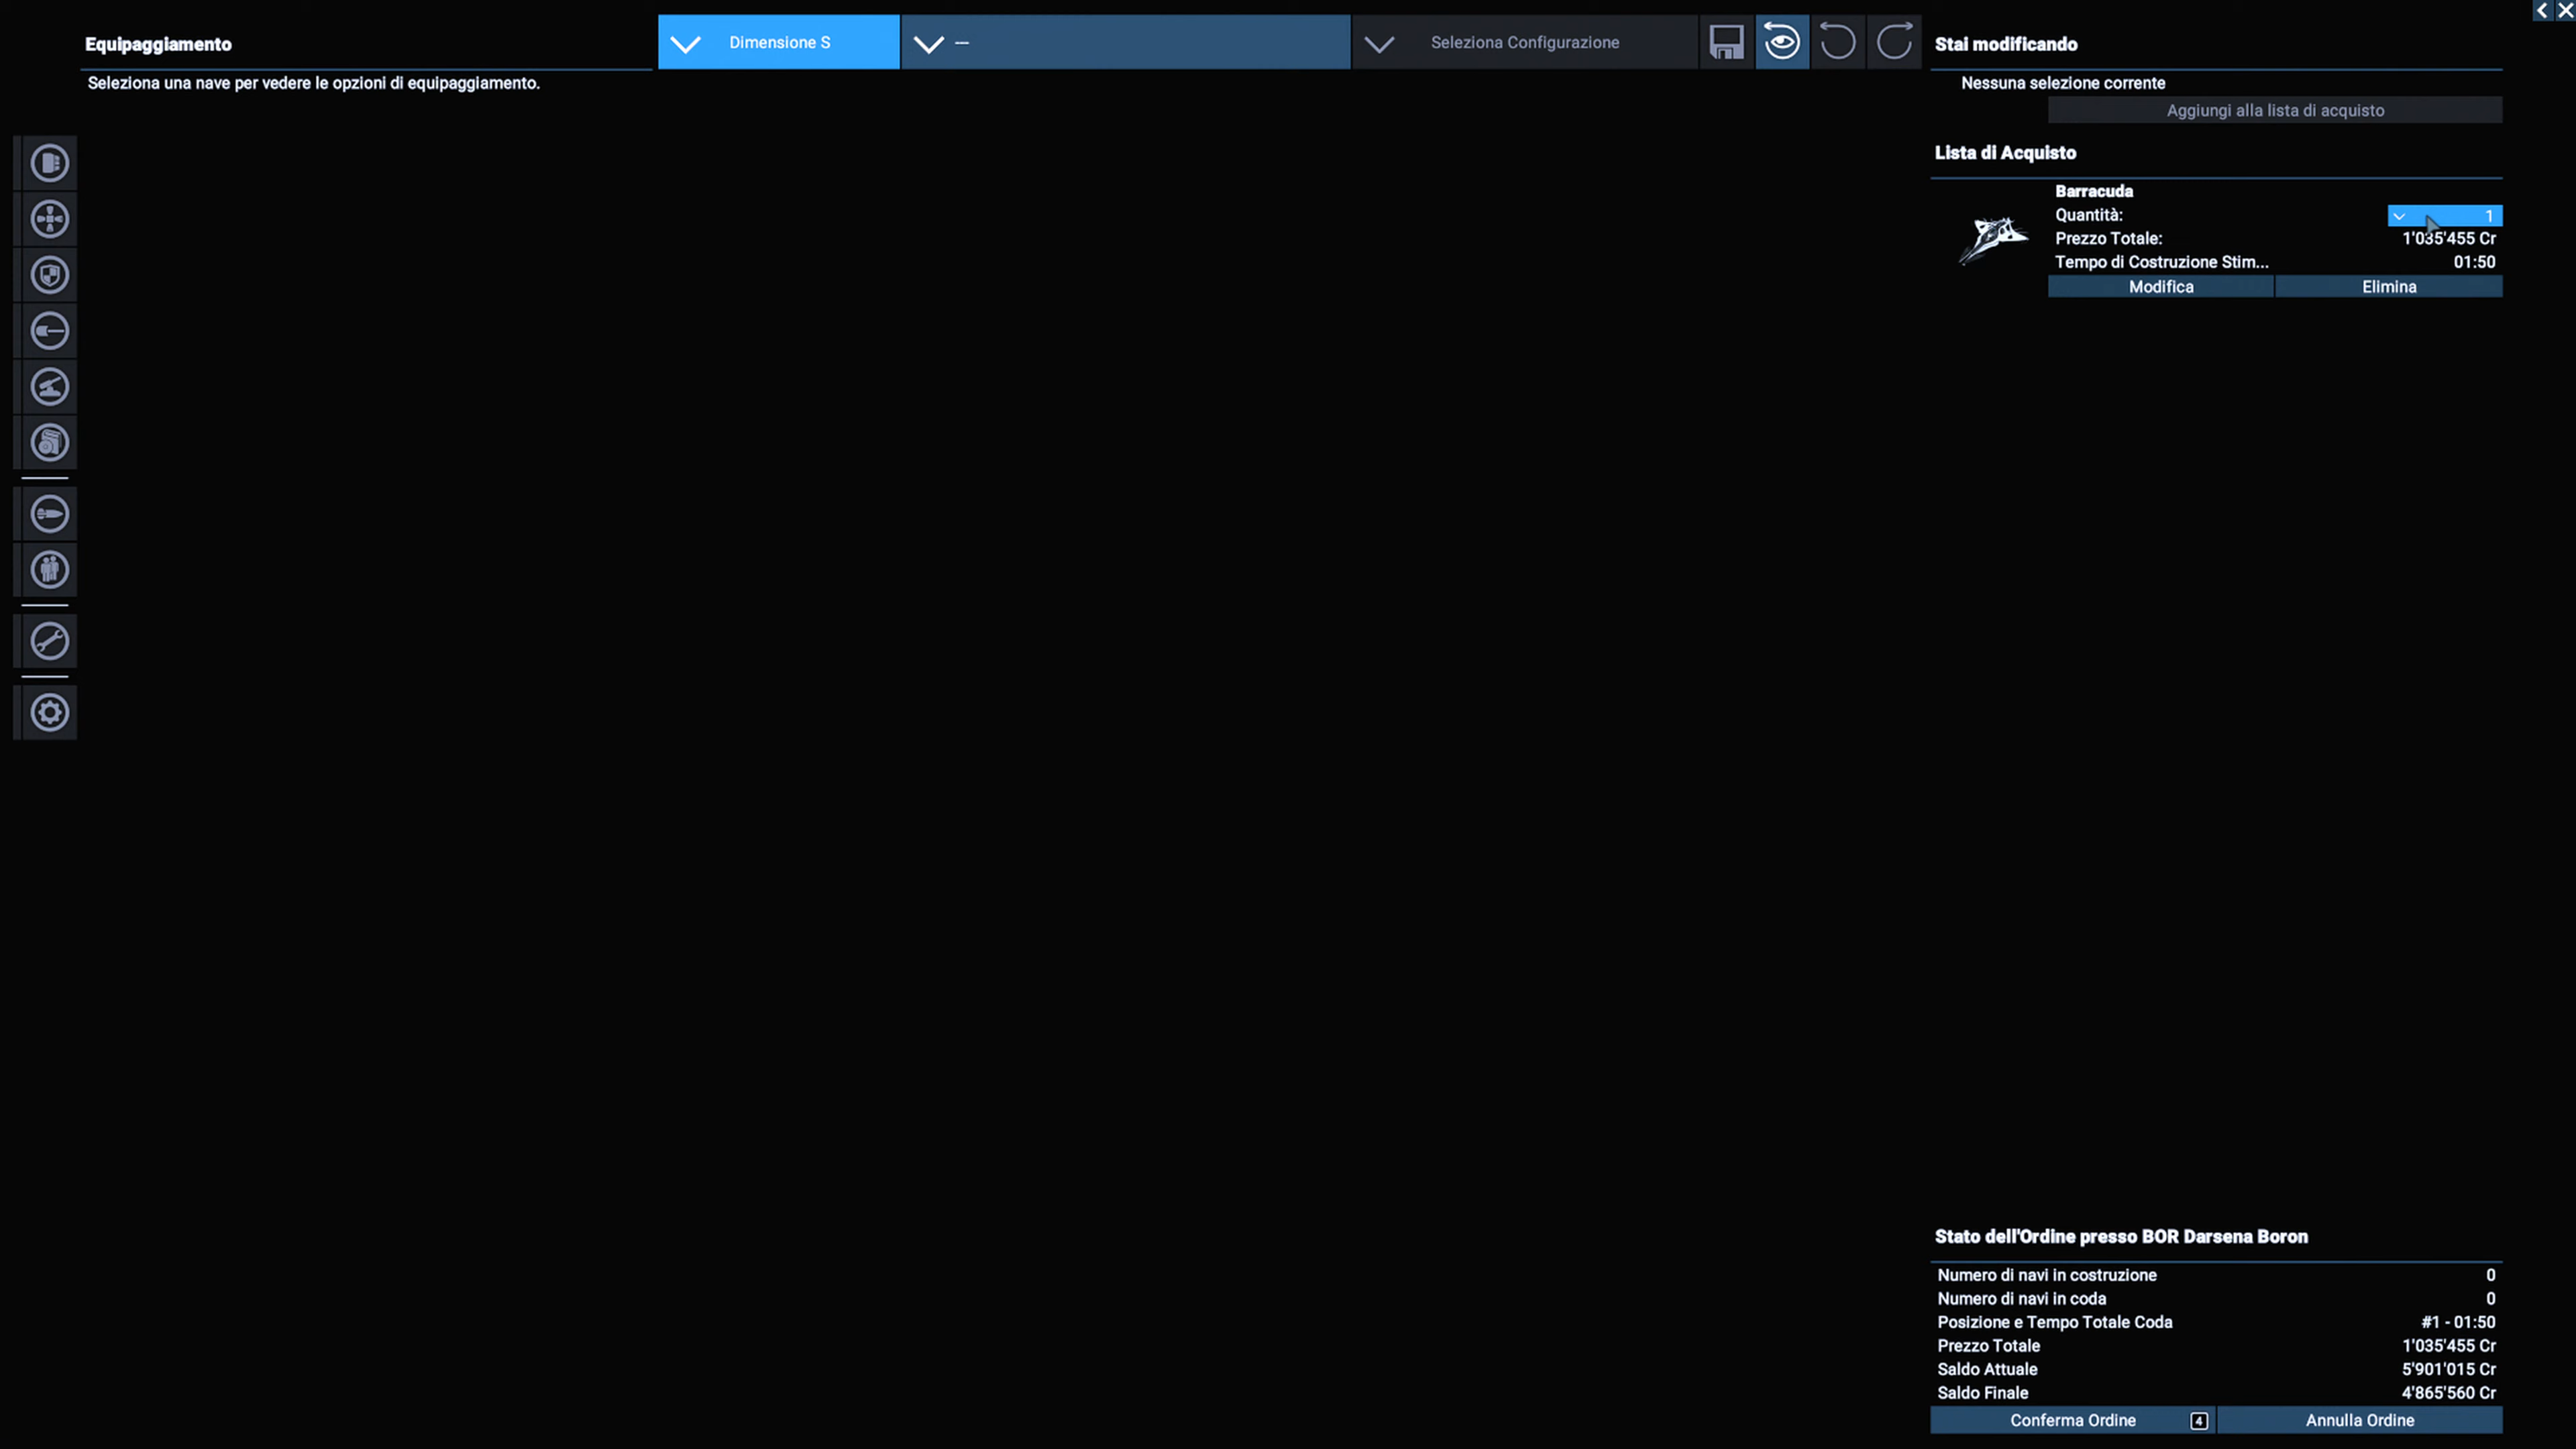 Equipaggiamento
Seleziona una nave per vedere le opzioni di equipaggiamento.
Dimensione S
—
Seleziona Configurazione
Stai modificando
Nessuna selezione corrente
Aggiungi alla lista di acquisto
Lista di Acquisto
Barracuda
Quantità: 1
Prezzo Totale: 1'035'455 Cr
Tempo di Costruzione Stim... 01:50
Modifica Elimina
Stato dell'Ordine presso BOR Darsena Boron
Numero di navi in costruzione 0
Numero di navi in coda 0
Posizione e Tempo Totale Coda #1 - 01:50
Prezzo Totale 1'035'455 Cr
Saldo Attuale 5'901'015 Cr
Saldo Finale 4'865'560 Cr
Conferma Ordine 4 Annulla Ordine